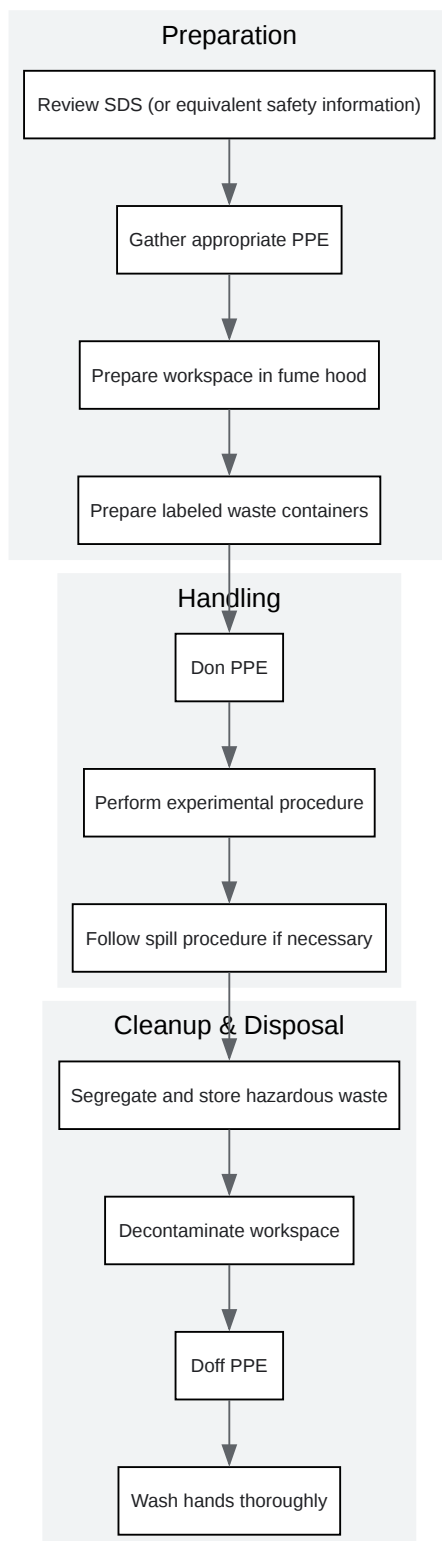 Preparation
Review SDS (or equivalent safety information)
Gather appropriate PPE
Prepare workspace in fume hood
Prepare labeled waste containers
Handling
Don PPE
Perform experimental procedure
Follow spill procedure if necessary
Cleanup & Disposal
Segregate and store hazardous waste
Decontaminate workspace
Doff PPE
Wash hands thoroughly